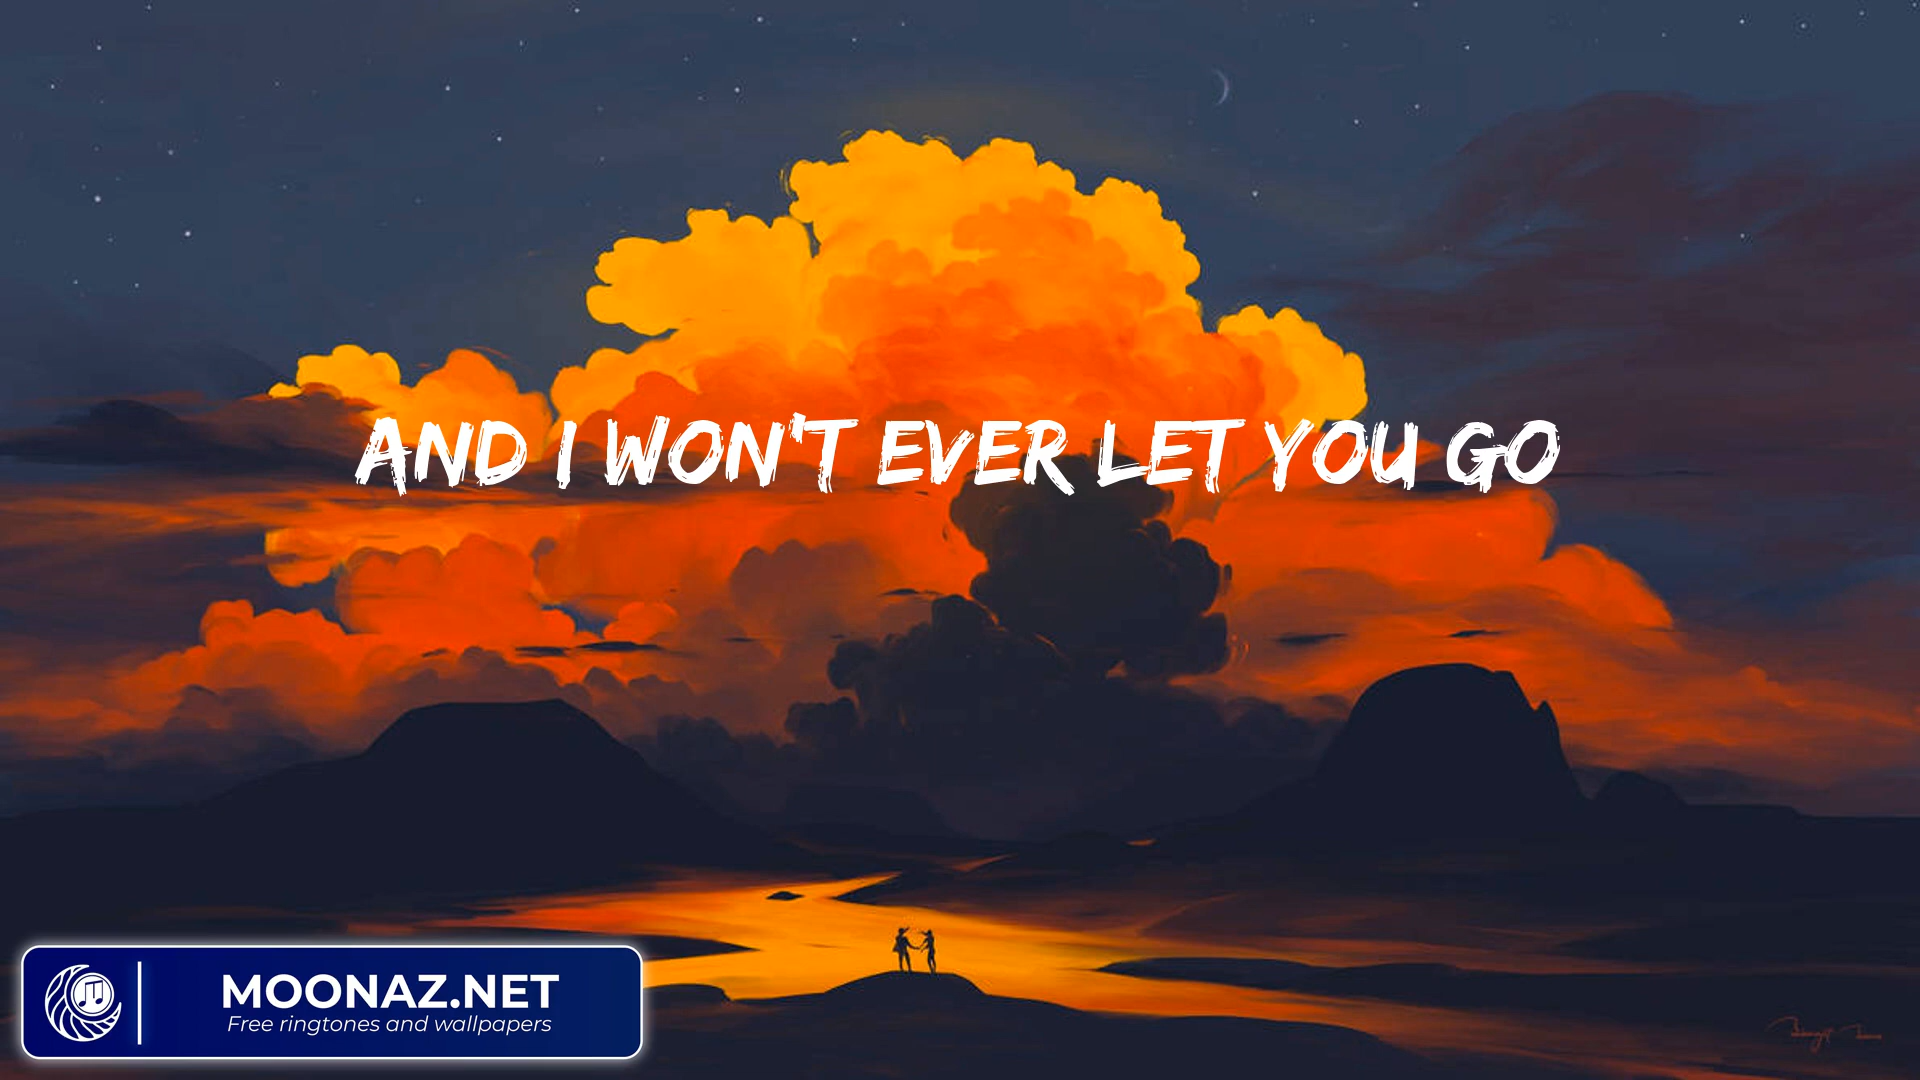 AND I WON'T EVER LET YOU GO
MOONAZ.NET
Free ringtones and wallpapers